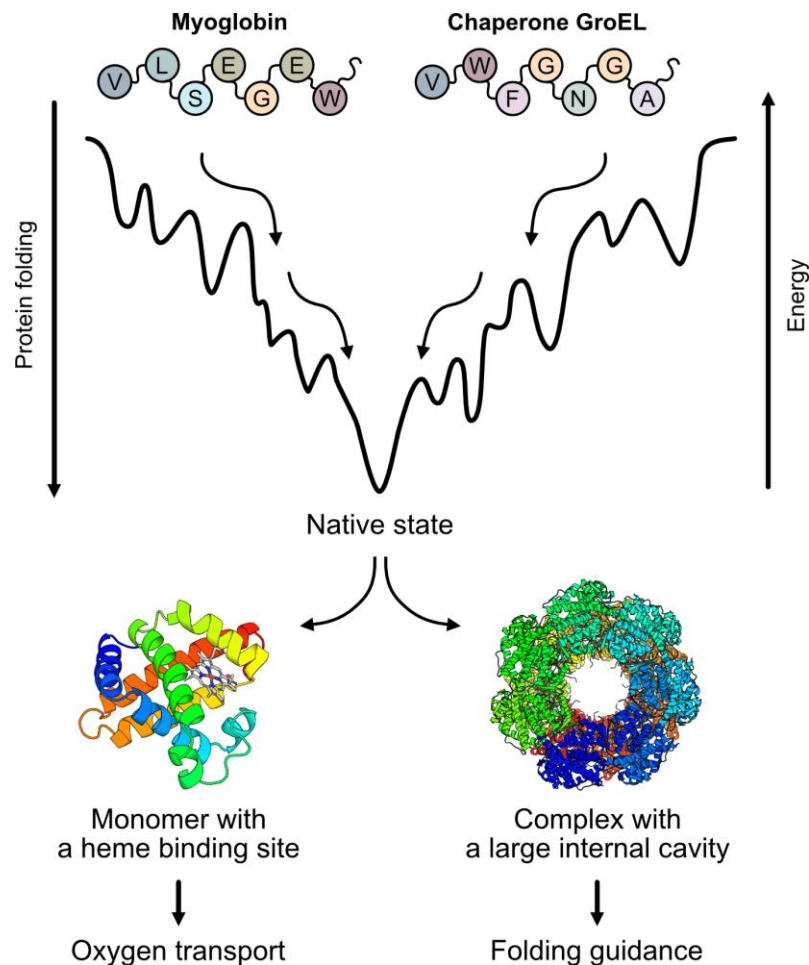 Myoglobin
Chaperone GroEL
V L S E G E W
V W F G N G A
Protein folding
Energy
Native state
Monomer with
a heme binding site
Complex with
a large internal cavity
Oxygen transport
Folding guidance